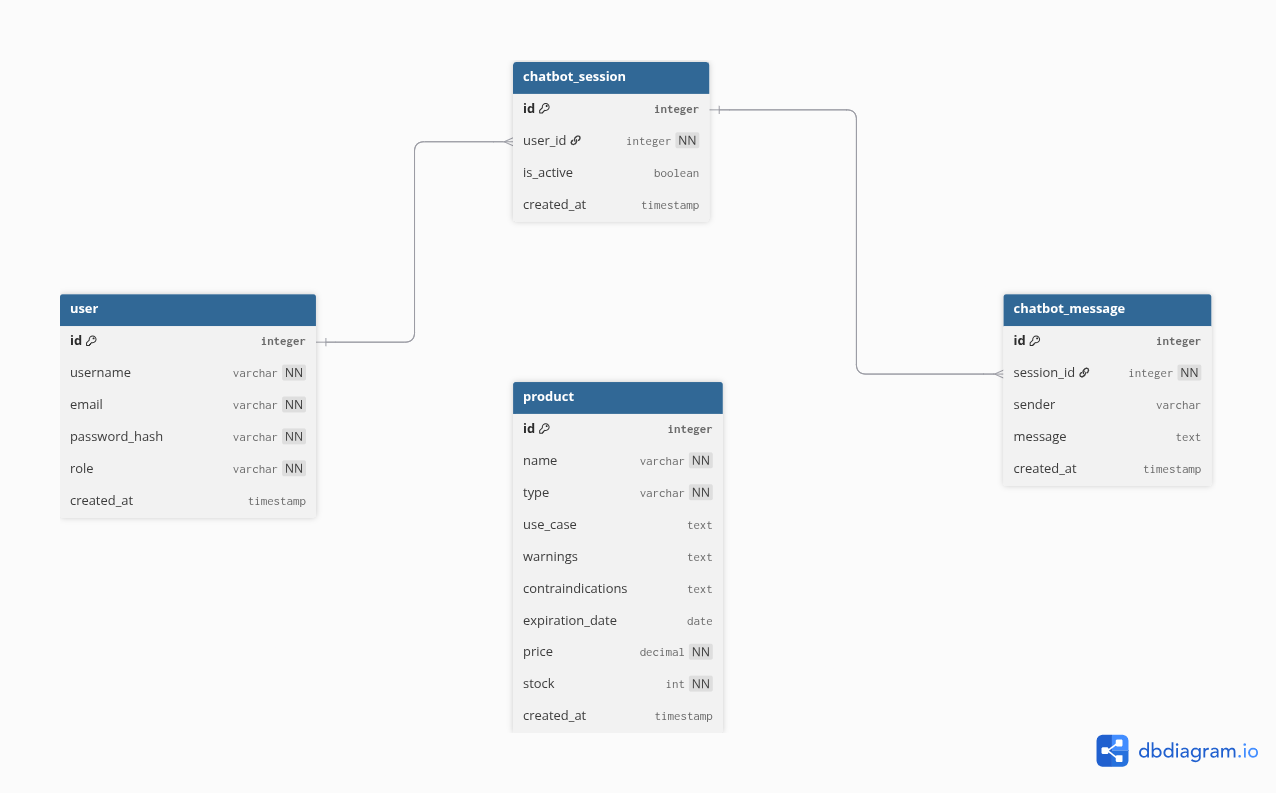 chatbot_session
id integer
user_id integer NN
is_active boolean
created_at timestamp
user
id integer
username varchar NN
email varchar NN
password_hash varchar NN
role varchar NN
created_at timestamp
chatbot_message
id integer
session_id integer NN
sender varchar
message text
created_at timestamp
product
id integer
name varchar NN
type varchar NN
use_case text
warnings text
contraindications text
expiration_date date
price decimal NN
stock int NN
created_at timestamp
dbdiagram.io